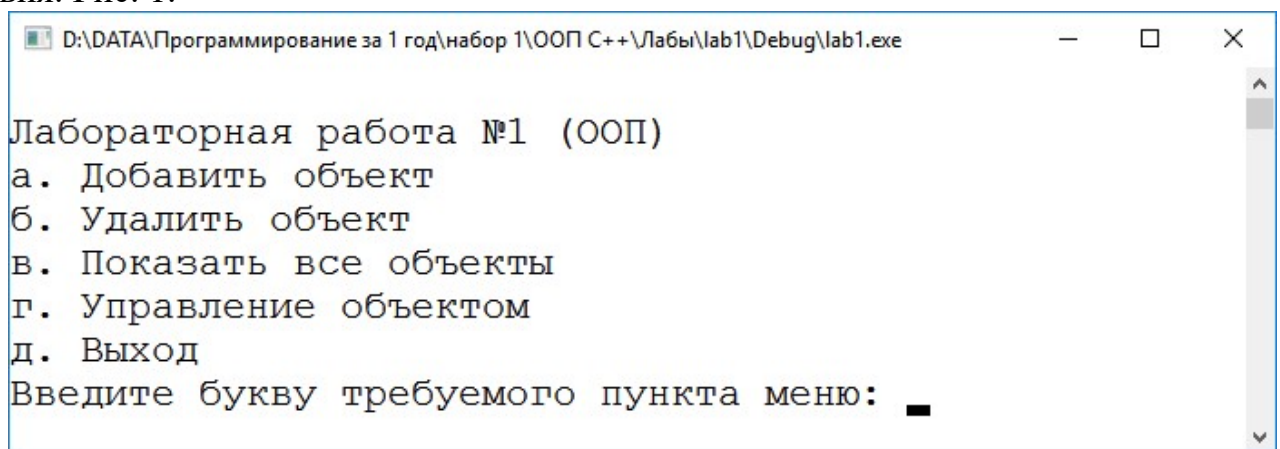 D:\DATA\Программирование за 1 год\набор 1\ООП C++\Лабы\lab1\Debug\lab1.exe
Лабораторная работа №1 (ООП)
а. Добавить объект
б. Удалить объект
в. Показать все объекты
г. Управление объектом
д. Выход
Введите букву требуемого пункта меню: